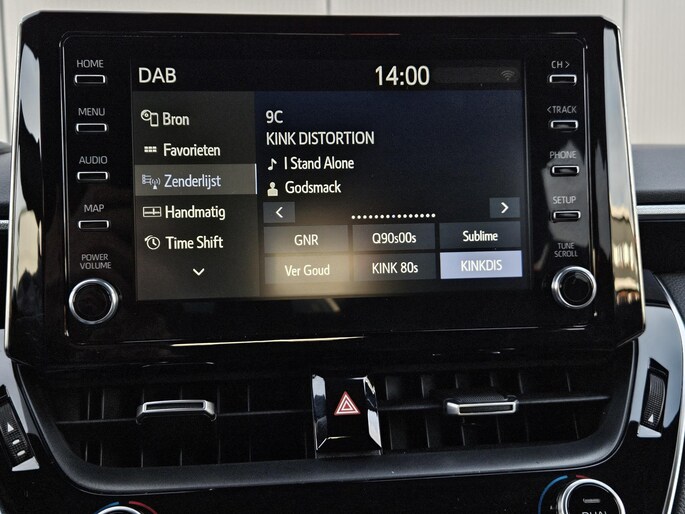 HOME
MENU
AUDIO
MAP
POWER
VOLUME
DAB
14:00
Bron
Favorieten
Zenderlijst
Handmatig
Time Shift
9C
KINK DISTORTION
I Stand Alone
Godsmack
GNR
Q90s00s
Sublime
Ver Goud
KINK 80s
KINKDIS
CH >
< TRACK
PHONE
SETUP
TUNE
SCROLL
DUAL